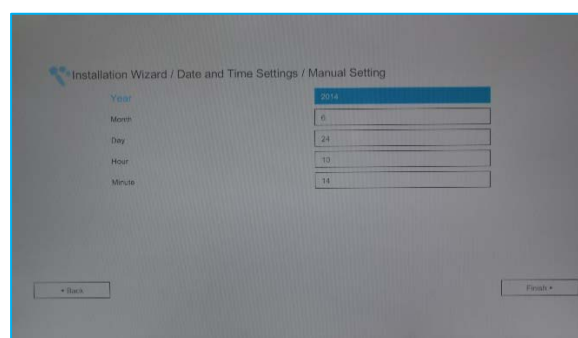 Installation Wizard / Date and Time Settings / Manual Setting
Year 2014
Month 6
Day 24
Hour
Minute 14
Back Finish